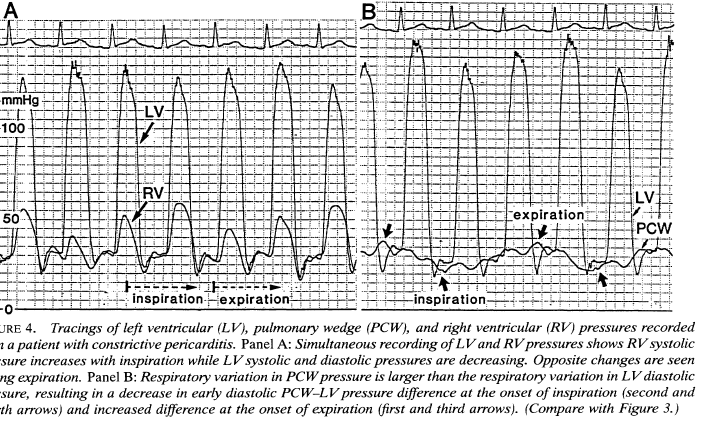 A
B
mmHg
100
50
0
LV
RV
inspiration
expiration
LV
PCW
expiration
inspiration
URE 4. Tracings of left ventricular (LV), pulmonary wedge (PCW), and right ventricular (RV) pressures recorded
a patient with constrictive pericarditis. Panel A: Simultaneous recording of LV and RV pressures shows RV systolic
sure increases with inspiration while LV systolic and diastolic pressures are decreasing. Opposite changes are seen
ng expiration. Panel B: Respiratory variation in PCW pressure is larger than the respiratory variation in LV diastolic
sure, resulting in a decrease in early diastolic PCW–LV pressure difference at the onset of inspiration (second and
th arrows) and increased difference at the onset of expiration (first and third arrows). (Compare with Figure 3.)